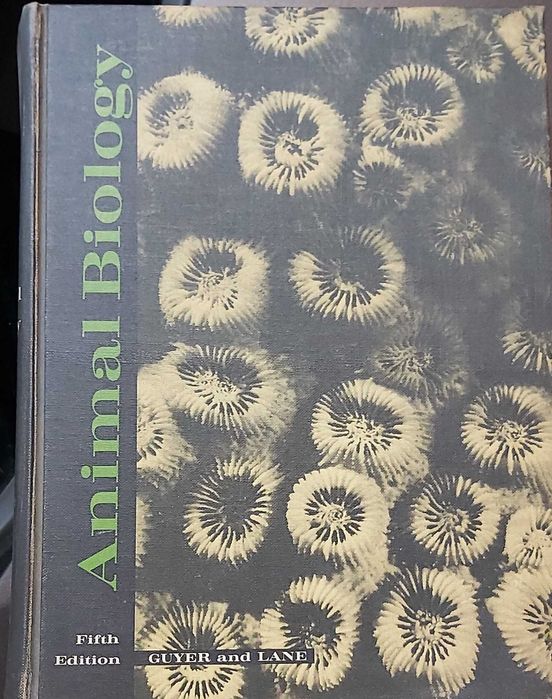 Animal Biology
Fifth
Edition
GUYER and LANE